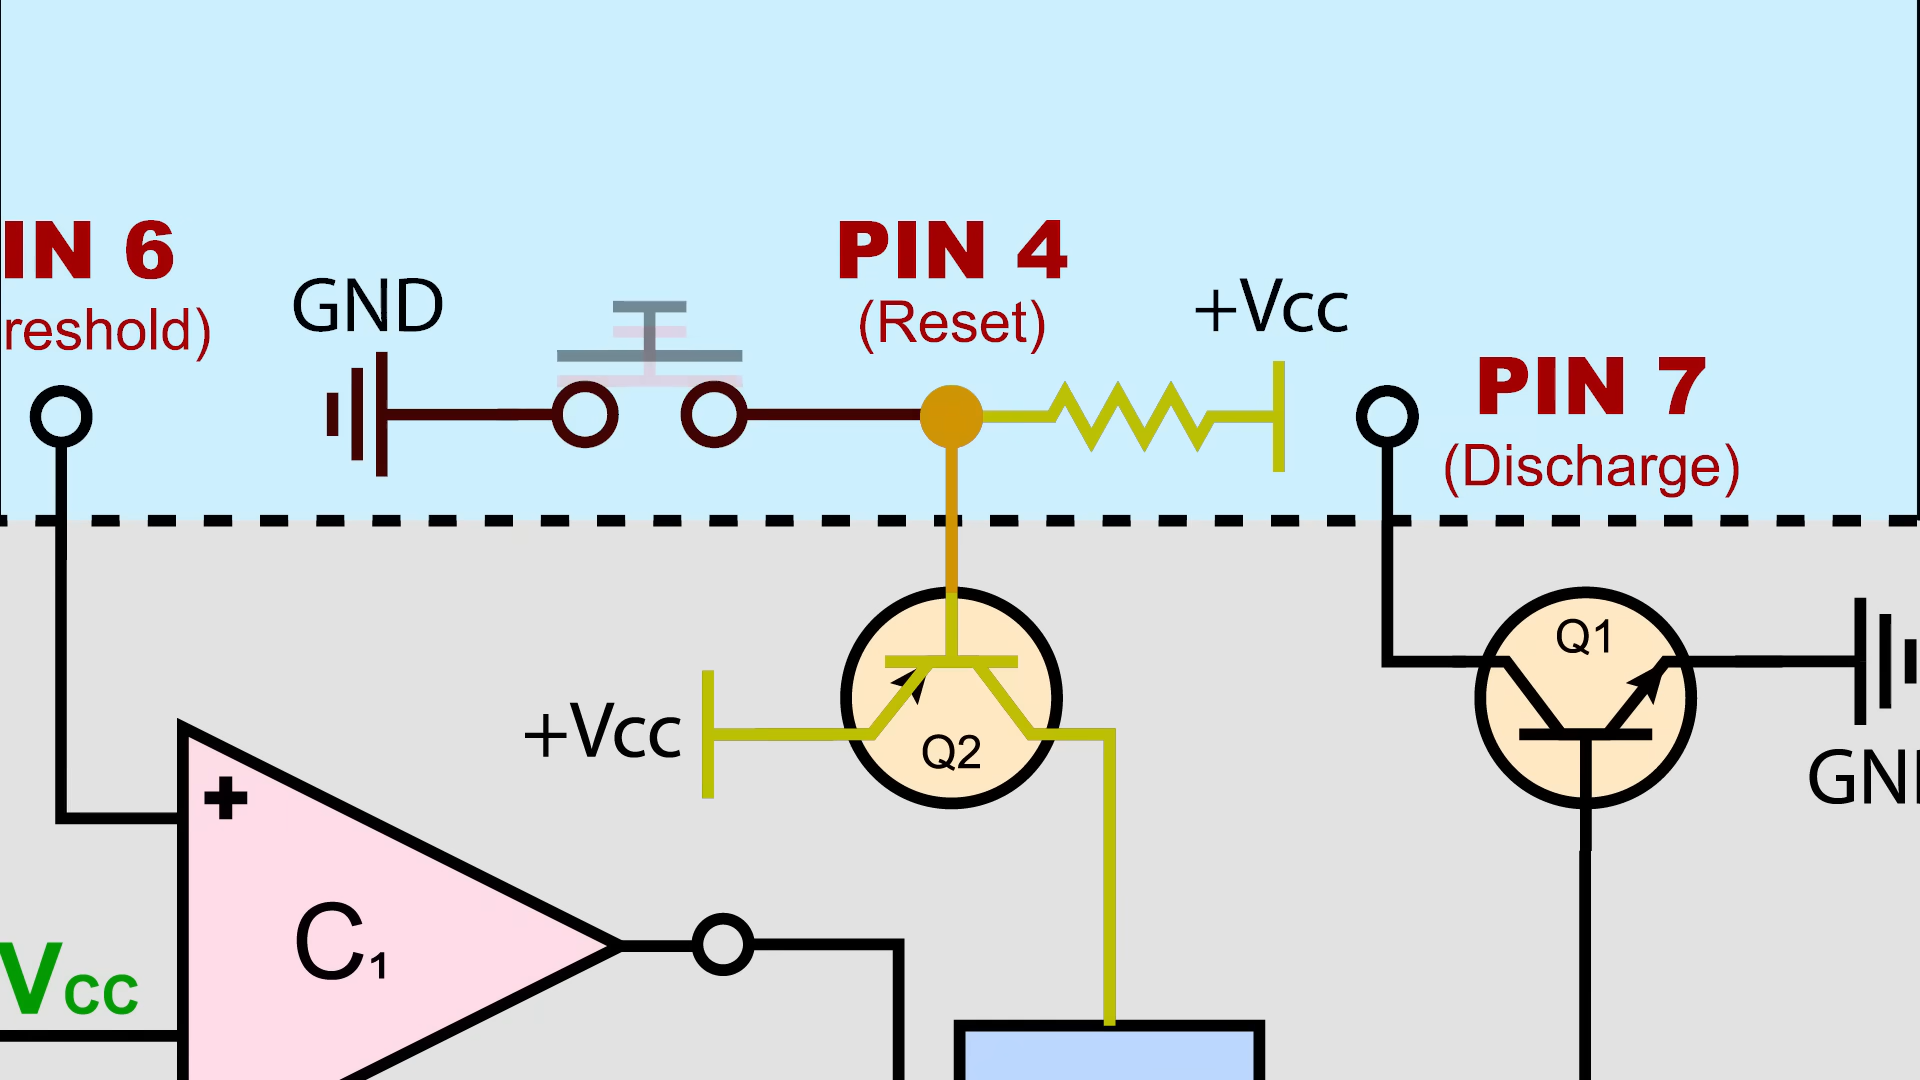 IN 6
reshold)
GND
PIN 4
(Reset)
+Vcc
PIN 7
(Discharge)
Q1
+Vcc
Q2
GN
+
C1
Vcc